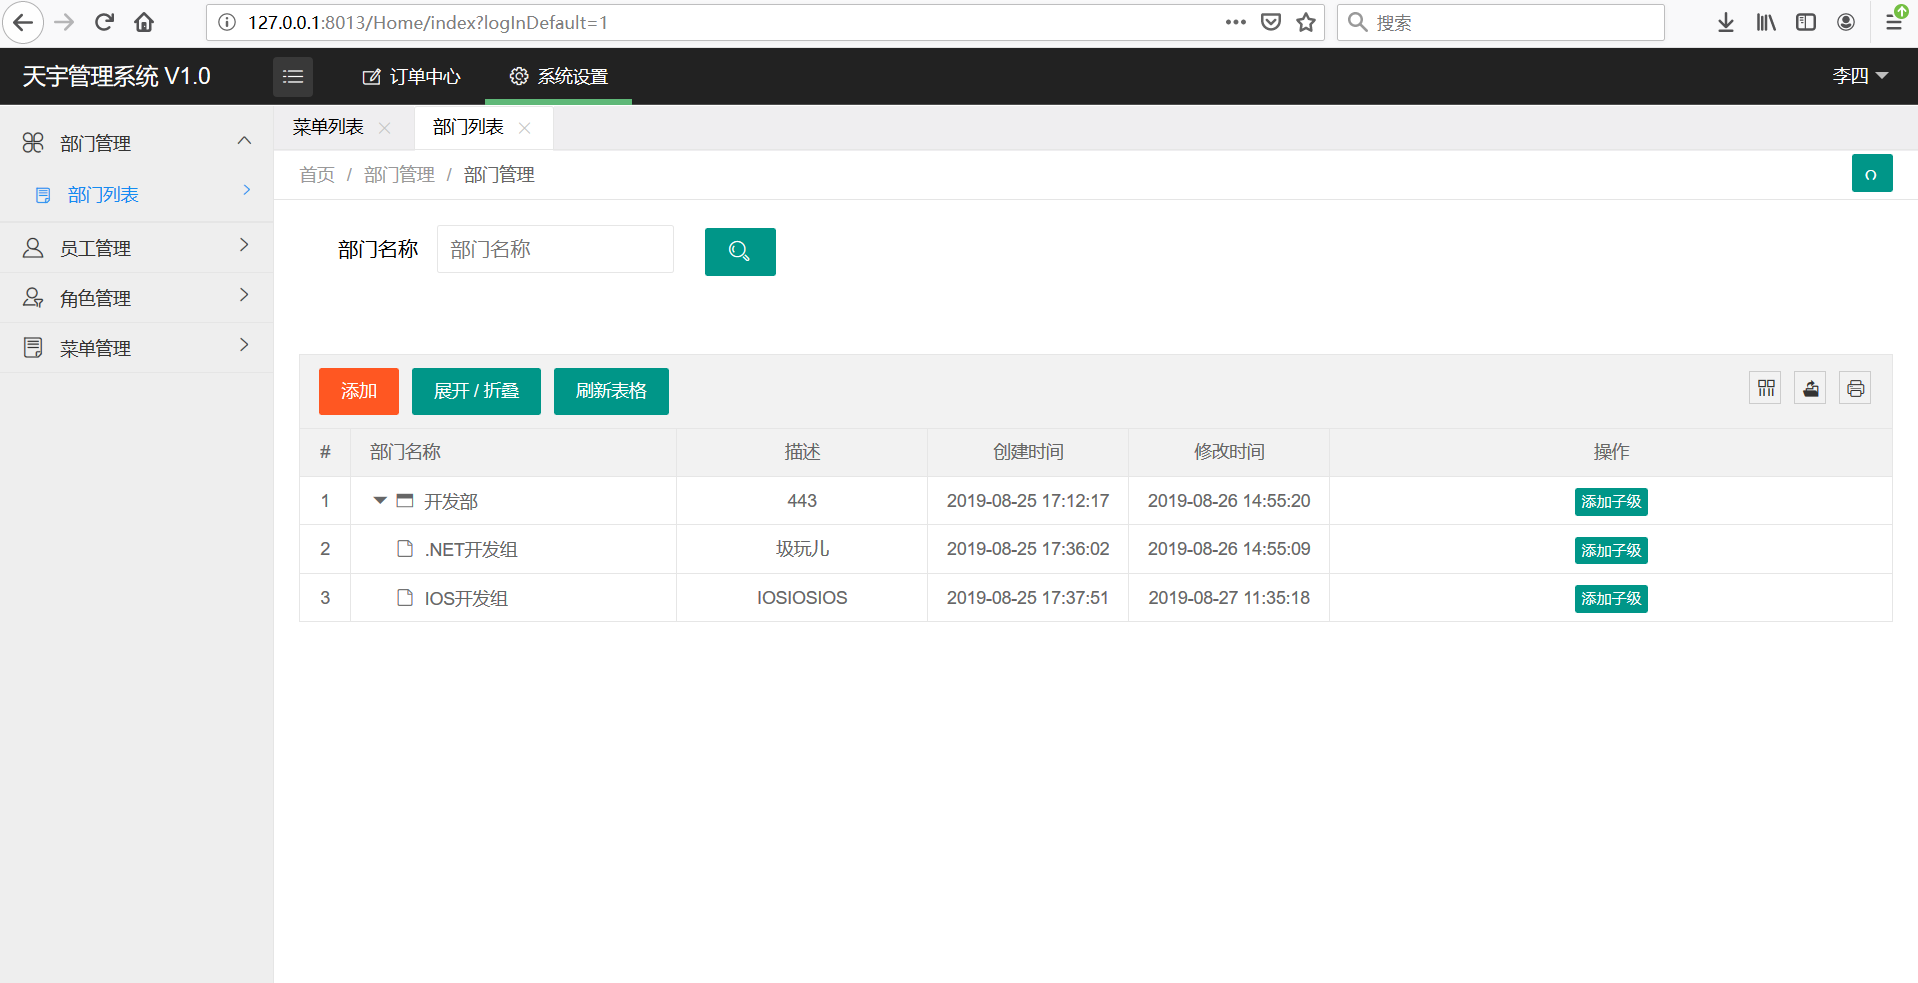 127.0.0.1:8013/Home/index?logInDefault=1
搜索
天宇管理系统 V1.0
订单中心
系统设置
李四
部门管理
部门列表
员工管理
角色管理
菜单管理
菜单列表
部门列表
首页 / 部门管理 / 部门管理
部门名称
部门名称
添加
展开 / 折叠
刷新表格
# 部门名称 描述 创建时间 修改时间 操作
1 开发部 443 2019-08-25 17:12:17 2019-08-26 14:55:20 添加子级
2 .NET开发组 圾玩儿 2019-08-25 17:36:02 2019-08-26 14:55:09 添加子级
3 IOS开发组 IOSIOSIOS 2019-08-25 17:37:51 2019-08-27 11:35:18 添加子级